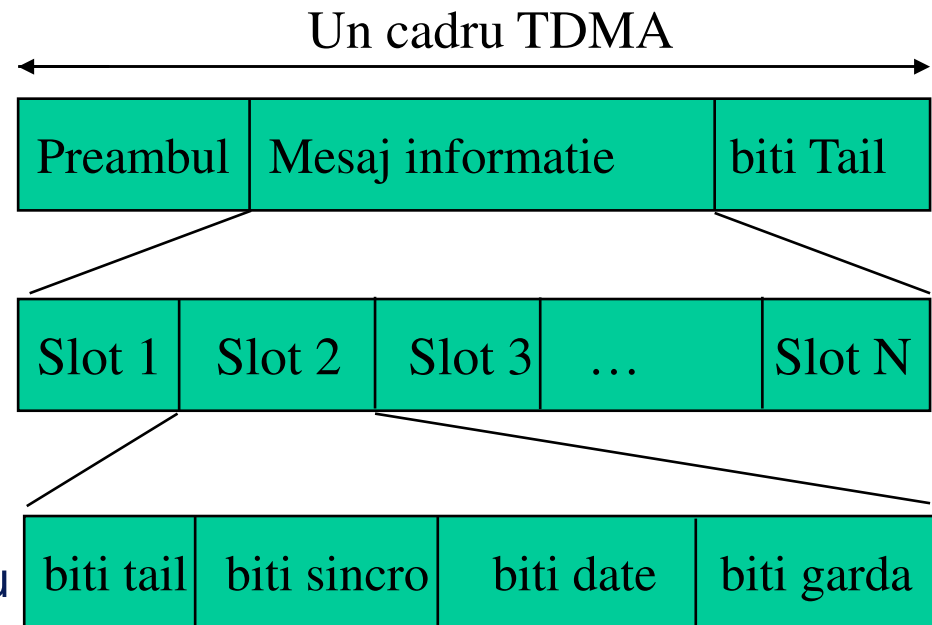 Un cadru TDMA
Preambul Mesaj informatie biti Tail
Slot 1 Slot 2 Slot 3 … Slot N
biti tail biti sincro biti date biti garda